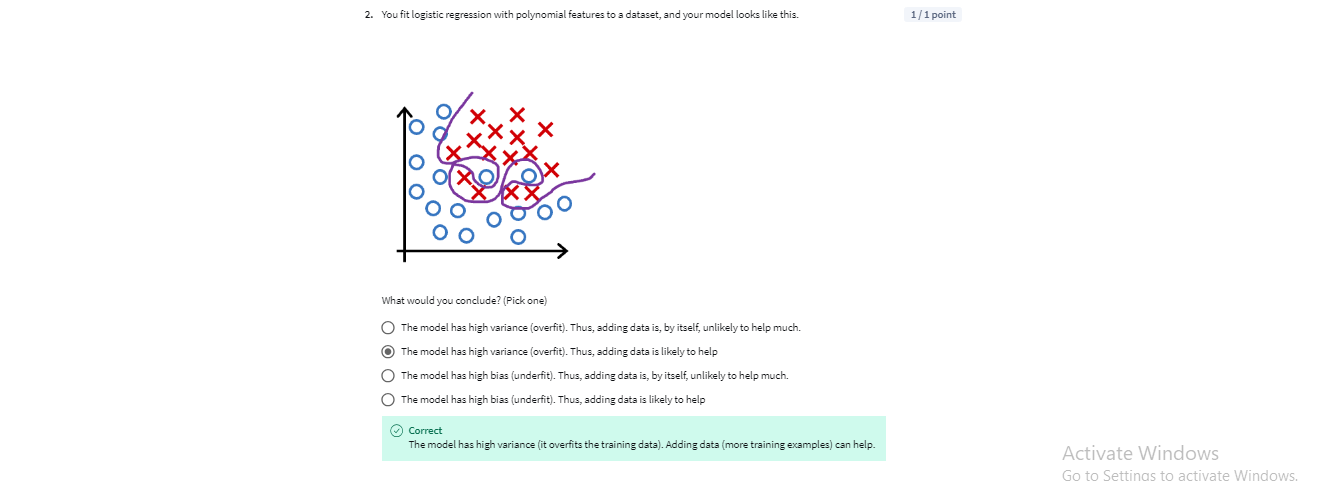 2. You fit logistic regression with polynomial features to a dataset, and your model looks like this.
1 / 1 point
What would you conclude? (Pick one)
The model has high variance (overfit). Thus, adding data is, by itself, unlikely to help much.
The model has high variance (overfit). Thus, adding data is likely to help
The model has high bias (underfit). Thus, adding data is, by itself, unlikely to help much.
The model has high bias (underfit). Thus, adding data is likely to help
Correct
The model has high variance (it overfits the training data). Adding data (more training examples) can help.
Activate Windows
Go to Settings to activate Windows.